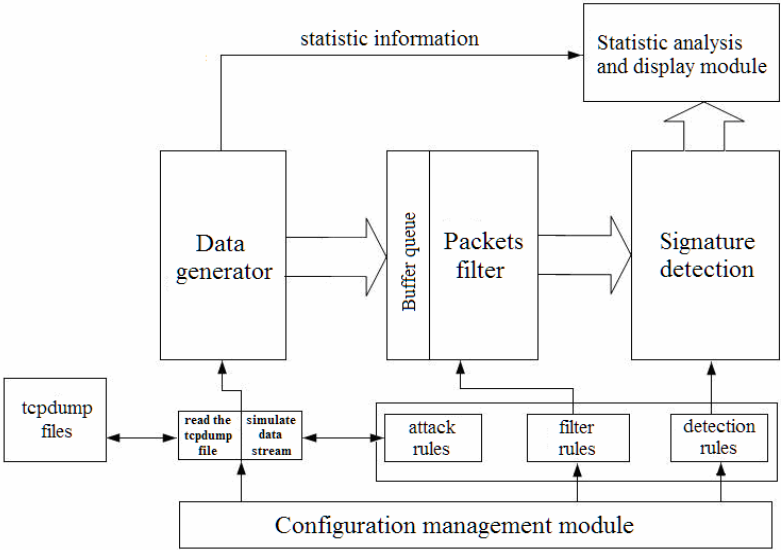 statistic information
Statistic analysis
and display module
Data
generator
Buffer queue
Packets
filter
Signature
detection
tcpdump
files
read the
tcpdump
file
simulate
data
stream
attack
rules
filter
rules
detection
rules
Configuration management module